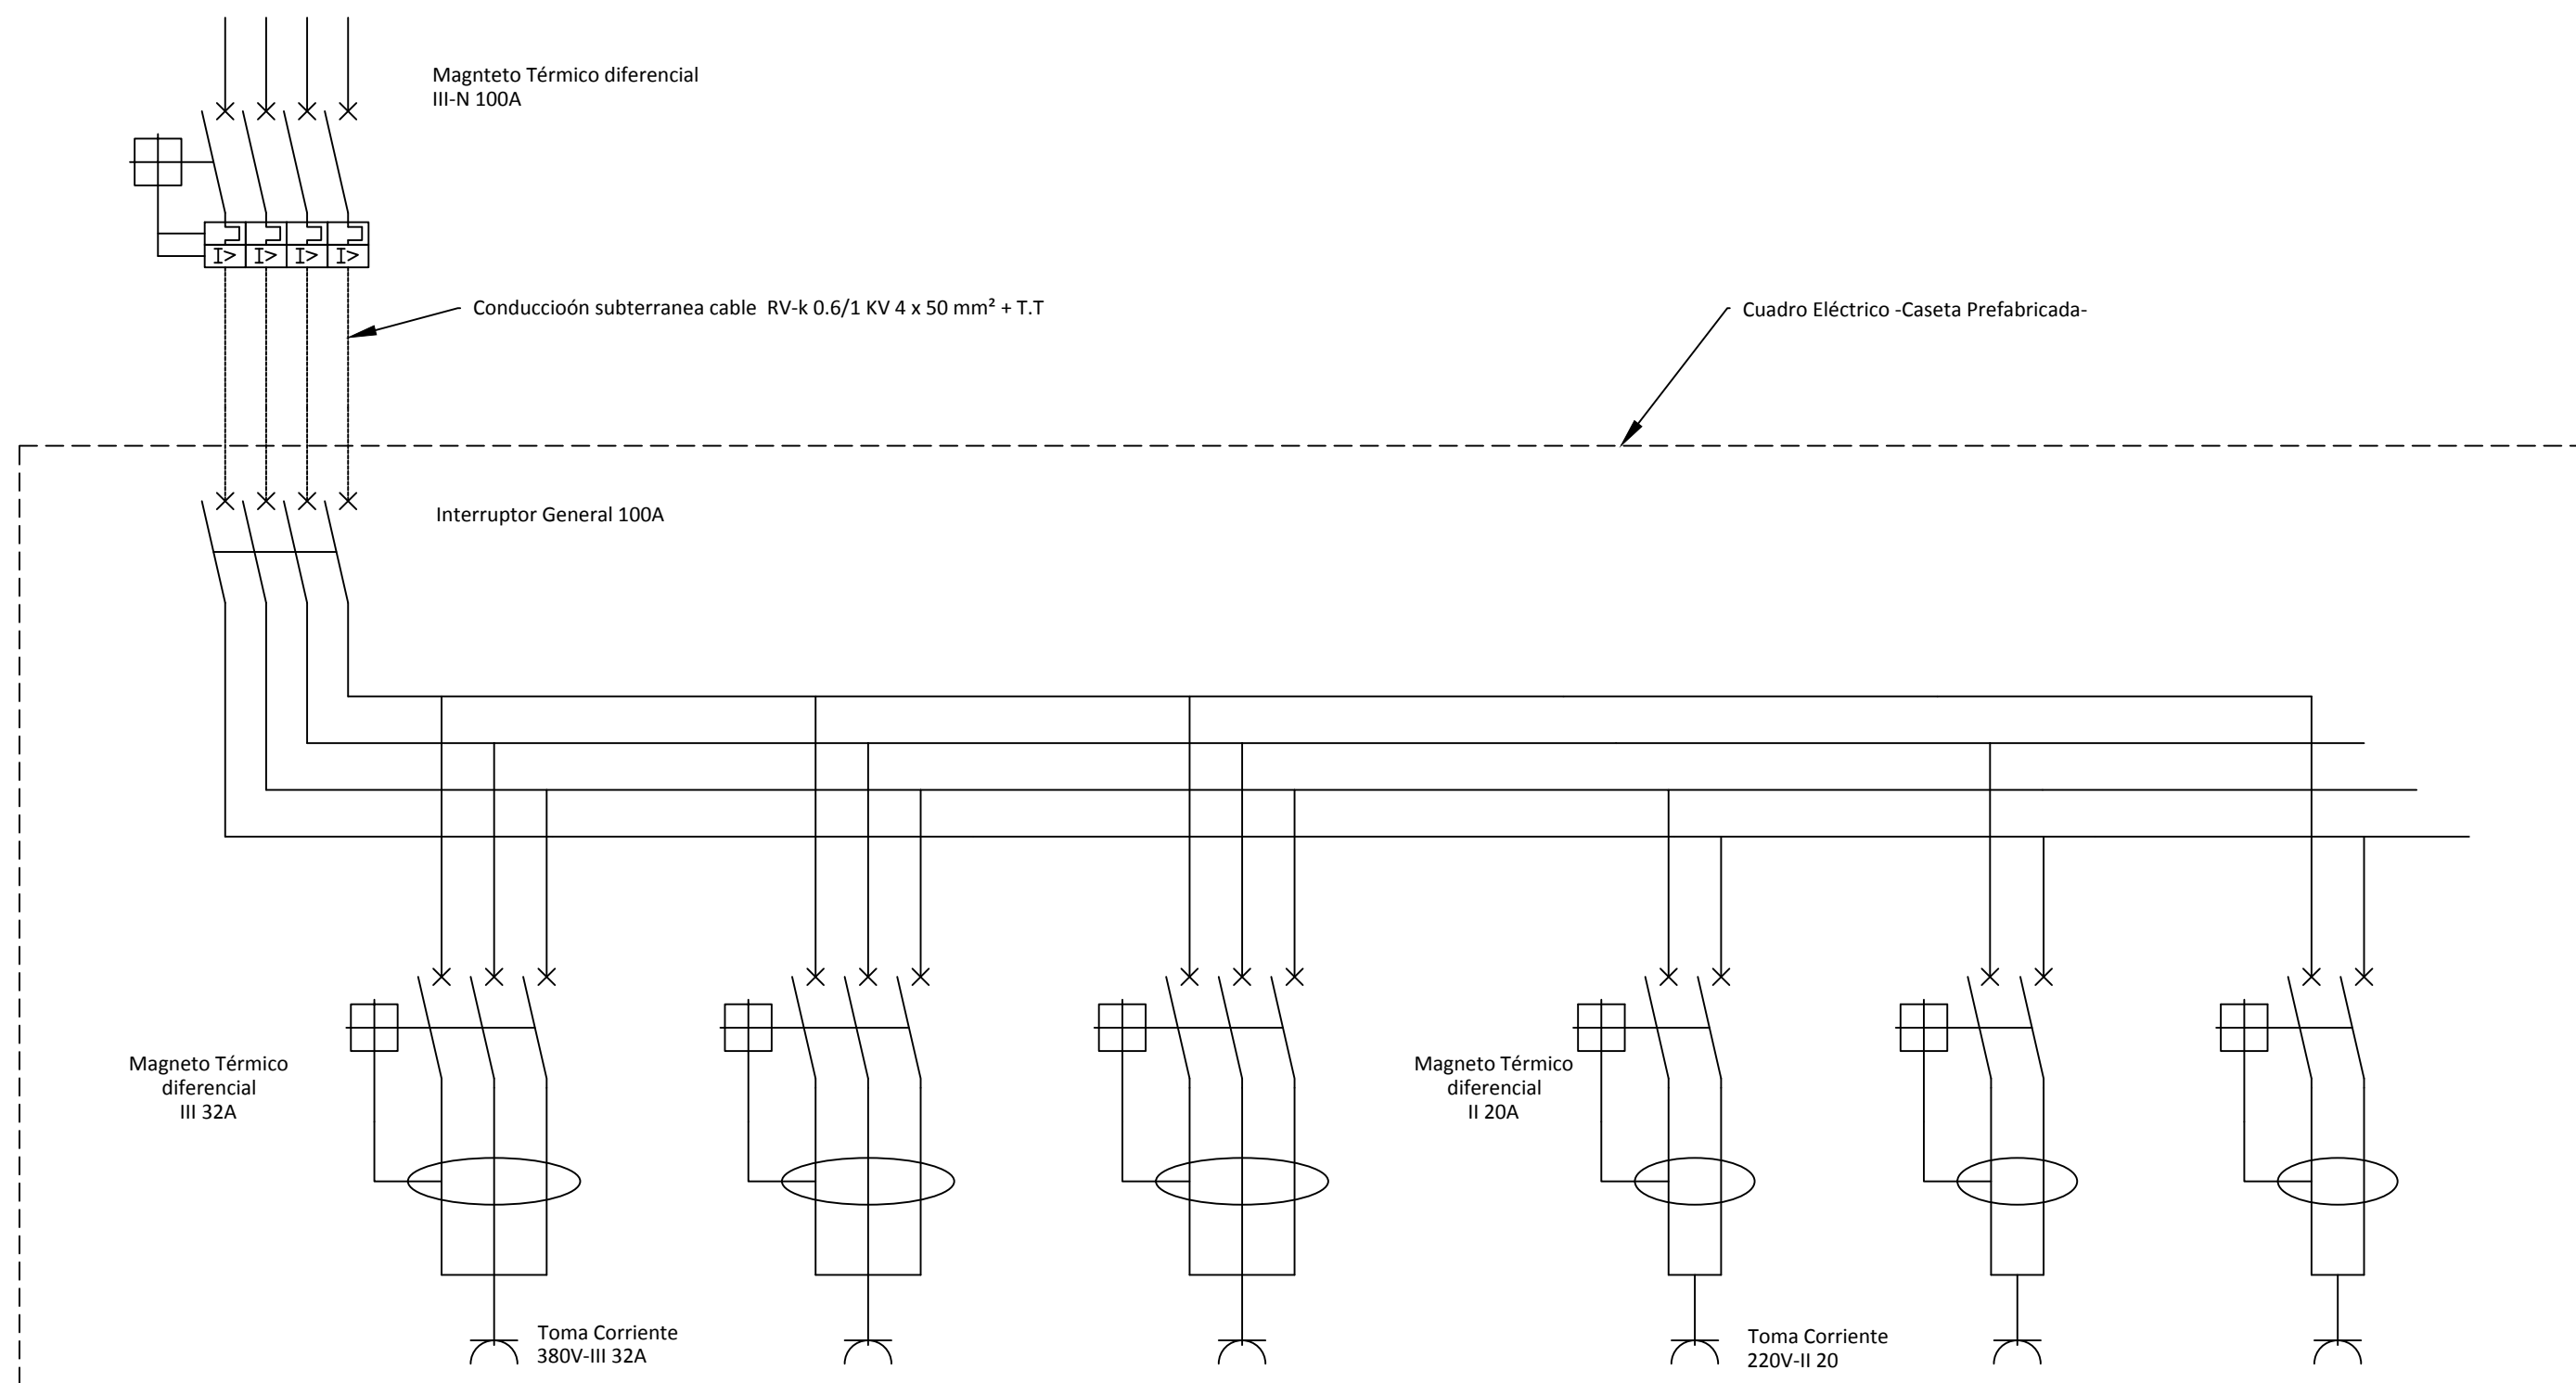 Magnteto Térmico diferencial
III-N 100A
I> I> I> I>
Conduccioón subterranea cable RV-k 0.6/1 KV 4 x 50 mm² + T.T
Cuadro Eléctrico -Caseta Prefabricada-
Interruptor General 100A
Magneto Térmico
diferencial
III 32A
Magneto Térmico
diferencial
II 20A
Toma Corriente
380V-III 32A
Toma Corriente
220V-II 20